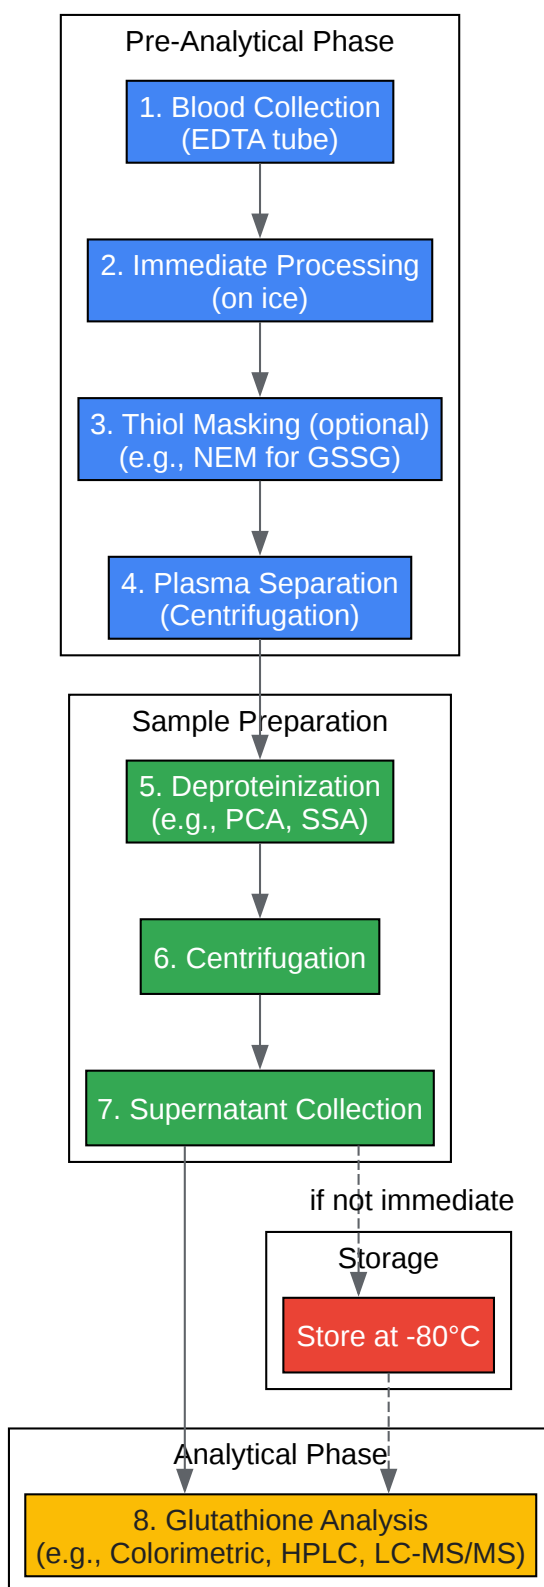 Pre-Analytical Phase
1. Blood Collection
(EDTA tube)
2. Immediate Processing
(on ice)
3. Thiol Masking (optional)
(e.g., NEM for GSSG)
4. Plasma Separation
(Centrifugation)
Sample Preparation
5. Deproteinization
(e.g., PCA, SSA)
6. Centrifugation
7. Supernatant Collection
if not immediate
Storage
Store at -80°C
Analytical Phase
8. Glutathione Analysis
(e.g., Colorimetric, HPLC, LC-MS/MS)